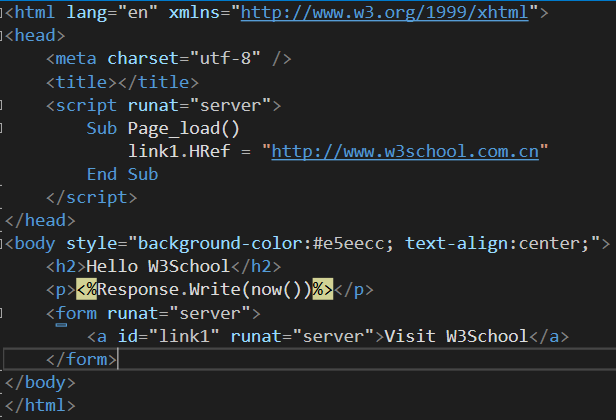 <html lang="en" xmlns="http://www.w3.org/1999/xhtml">
<head>
    <meta charset="utf-8" />
    <title></title>
    <script runat="server">
        Sub Page_load()
            link1.HRef = "http://www.w3school.com.cn"
        End Sub
    </script>
</head>
<body style="background-color:#e5eecc; text-align:center;">
    <h2>Hello W3School</h2>
    <p><%Response.Write(now())%></p>
    <form runat="server">
        <a id="link1" runat="server">Visit W3School</a>
    </form>
</body>
</html>